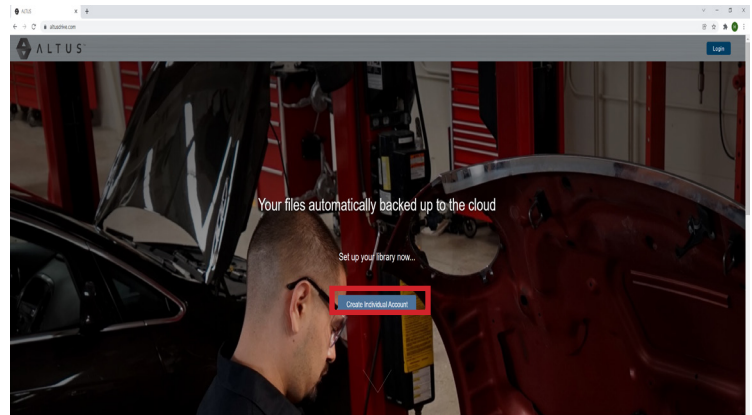 ALTUS
altusdrive.com
ALTUS
Login
Your files automatically backed up to the cloud
Set up your library now...
Create Individual Account